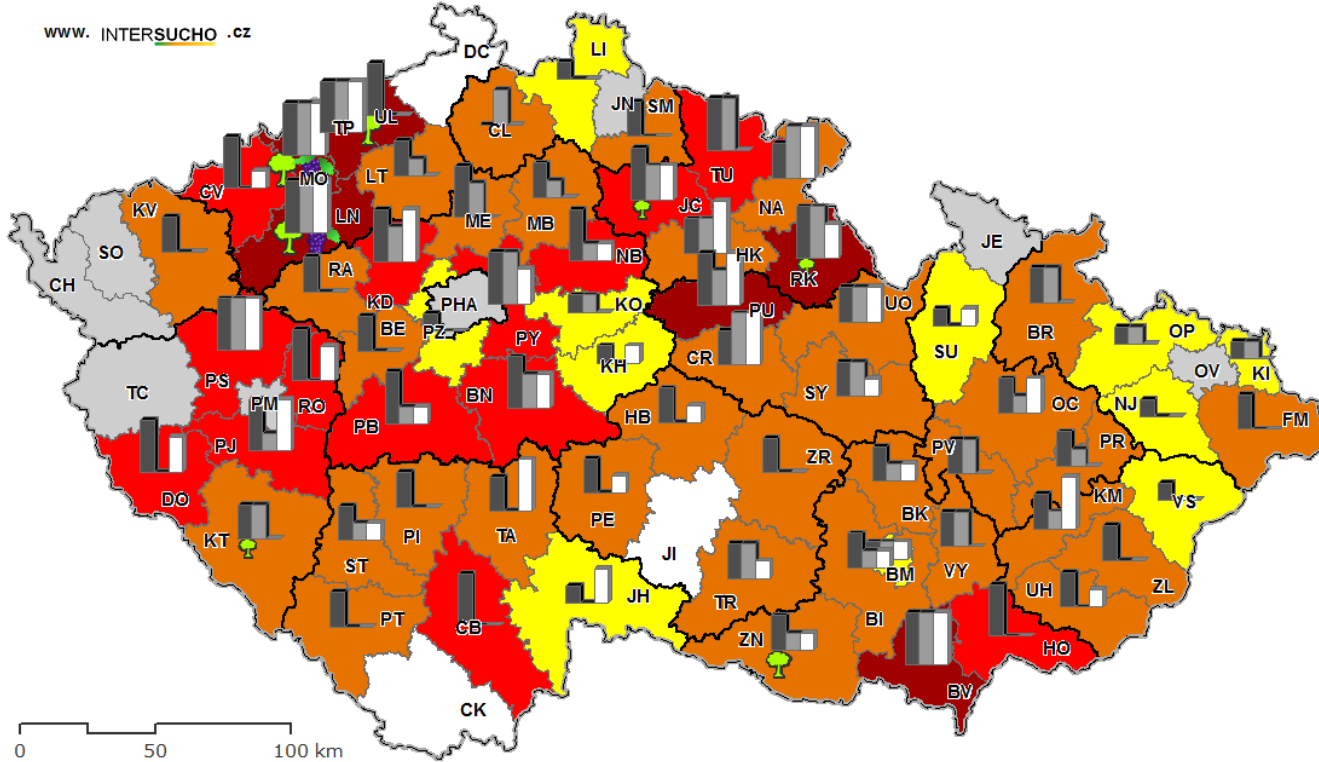 www. INTERSUCHO .cz
DC
LI
JN
SM
UL
TP
CL
TU
CV
MO
LT
JC
LN
ME
MB
NA
KV
SO
CH
RA
KD
NB
HK
RK
JE
PHA
KO
PU
UO
BE
PZ
PY
KH
CR
SU
BR
OP
OV
KI
TC
PS
PM
RO
SY
NJ
PB
BN
HB
OC
FM
PJ
DO
ZR
PV
PR
KT
PI
TA
PE
BK
KM
VS
ST
JI
BM
VY
JH
TR
UH
ZL
PT
CB
ZN
BI
HO
BV
CK
0 50 100 km